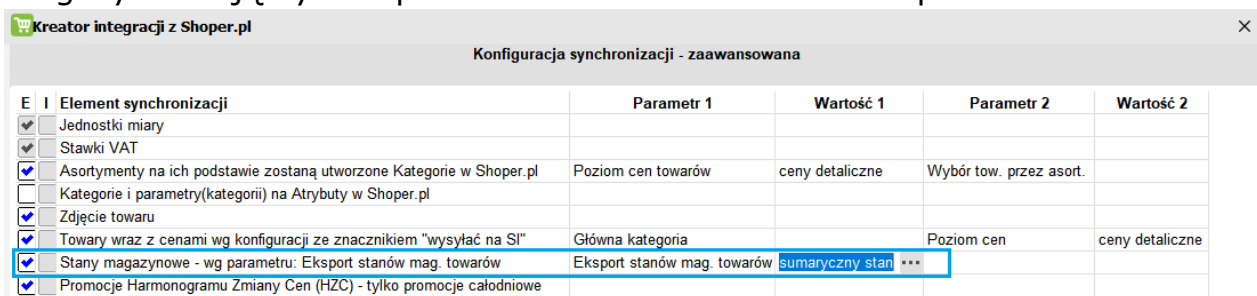 Kreator integracji z Shoper.pl
Konfiguracja synchronizacji - zaawansowana
E I Element synchronizacji Parametr 1 Wartość 1 Parametr 2 Wartość 2
Jednostki miary
Stawki VAT
Asortymenty na ich podstawie zostaną utworzone Kategorie w Shoper.pl Poziom cen towarów ceny detaliczne Wybór tow. przez asort.
Kategorie i parametry(kategorii) na Atrybuty w Shoper.pl
Zdjęcie towaru
Towary wraz z cenami wg konfiguracji ze znacznikiem "wysyłać na SI" Główna kategoria Poziom cen ceny detaliczne
Stany magazynowe - wg parametru: Eksport stanów mag. towarów Eksport stanów mag. towarów sumaryczny stan ...
Promocje Harmonogramu Zmiany Cen (HZC) - tylko promocje całodniowe